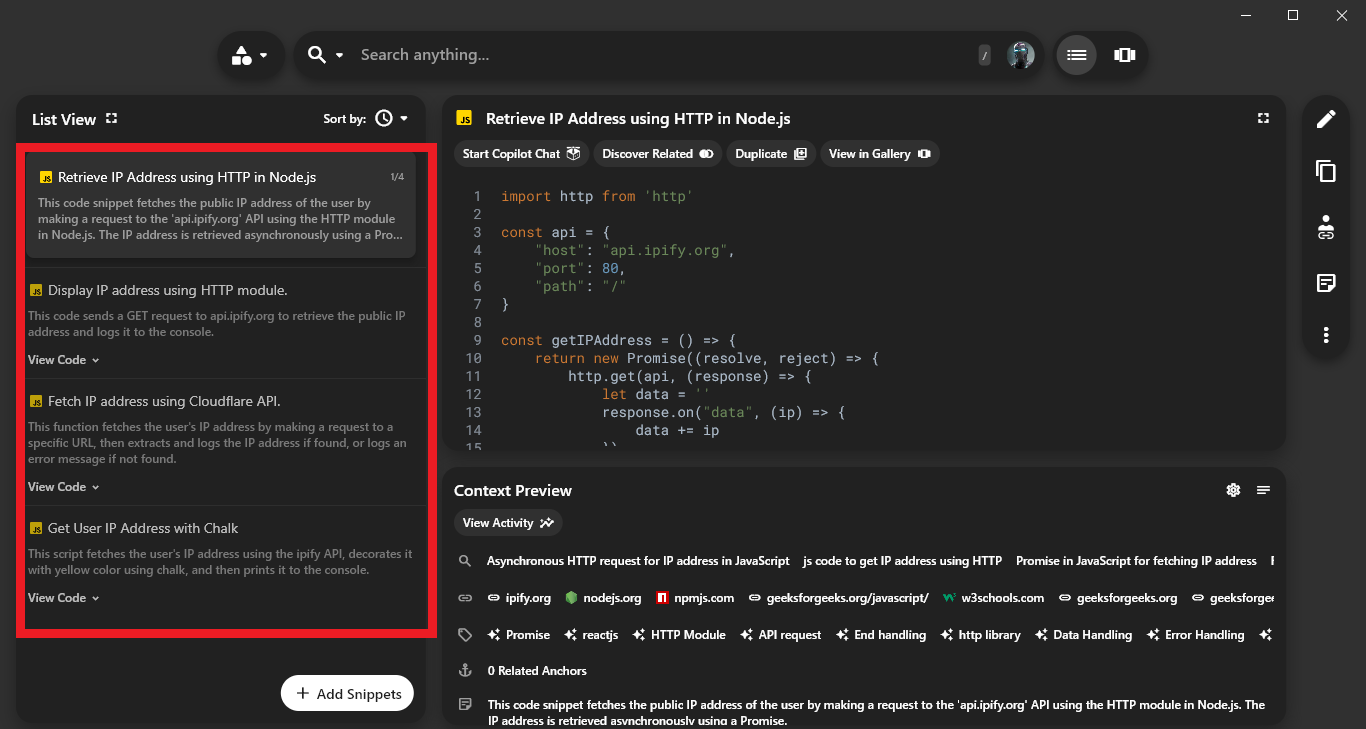 Search anything...
/
List View
Sort by:
JS Retrieve IP Address using HTTP in Node.js
1/4
This code snippet fetches the public IP address of the user by
making a request to the 'api.ipify.org' API using the HTTP module
in Node.js. The IP address is retrieved asynchronously using a Pro...
JS Display IP address using HTTP module.
This code sends a GET request to api.ipify.org to retrieve the public IP
address and logs it to the console.
View Code
JS Fetch IP address using Cloudflare API.
This function fetches the user's IP address by making a request to a
specific URL, then extracts and logs the IP address if found, or logs an
error message if not found.
View Code
JS Get User IP Address with Chalk
This script fetches the user's IP address using the ipify API, decorates it
with yellow color using chalk, and then prints it to the console.
View Code
+ Add Snippets
JS Retrieve IP Address using HTTP in Node.js
Start Copilot Chat Discover Related Duplicate View in Gallery
1 import http from 'http'
2
3 const api = {
4 "host": "api.ipify.org",
5 "port": 80,
6 "path": "/"
7 }
8
9 const getIPAddress = () => {
10 return new Promise((resolve, reject) => {
11 http.get(api, (response) => {
12 let data = ''
13 response.on("data", (ip) => {
14 data += ip
15 })
Context Preview
View Activity
Asynchronous HTTP request for IP address in JavaScript js code to get IP address using HTTP Promise in JavaScript for fetching IP address
ipify.org nodejs.org npmjs.com geeksforgeeks.org/javascript/ w3schools.com geeksforgeeks.org geeksforge
Promise reactjs HTTP Module API request End handling http library Data Handling Error Handling
0 Related Anchors
This code snippet fetches the public IP address of the user by making a request to the 'api.ipify.org' API using the HTTP module in Node.js. The
IP address is retrieved asynchronously using a Promise.